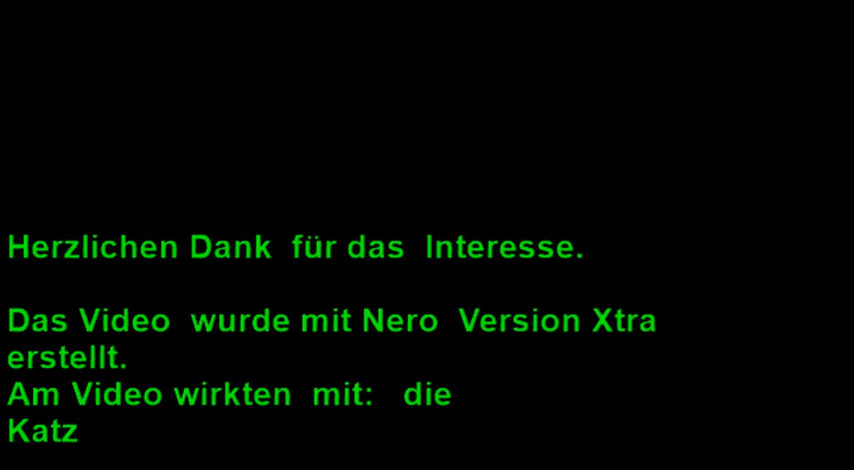 Herzlichen Dank  für das  Interesse.
Das Video  wurde mit Nero  Version Xtra
erstellt.
Am Video wirkten  mit:   die
Katz